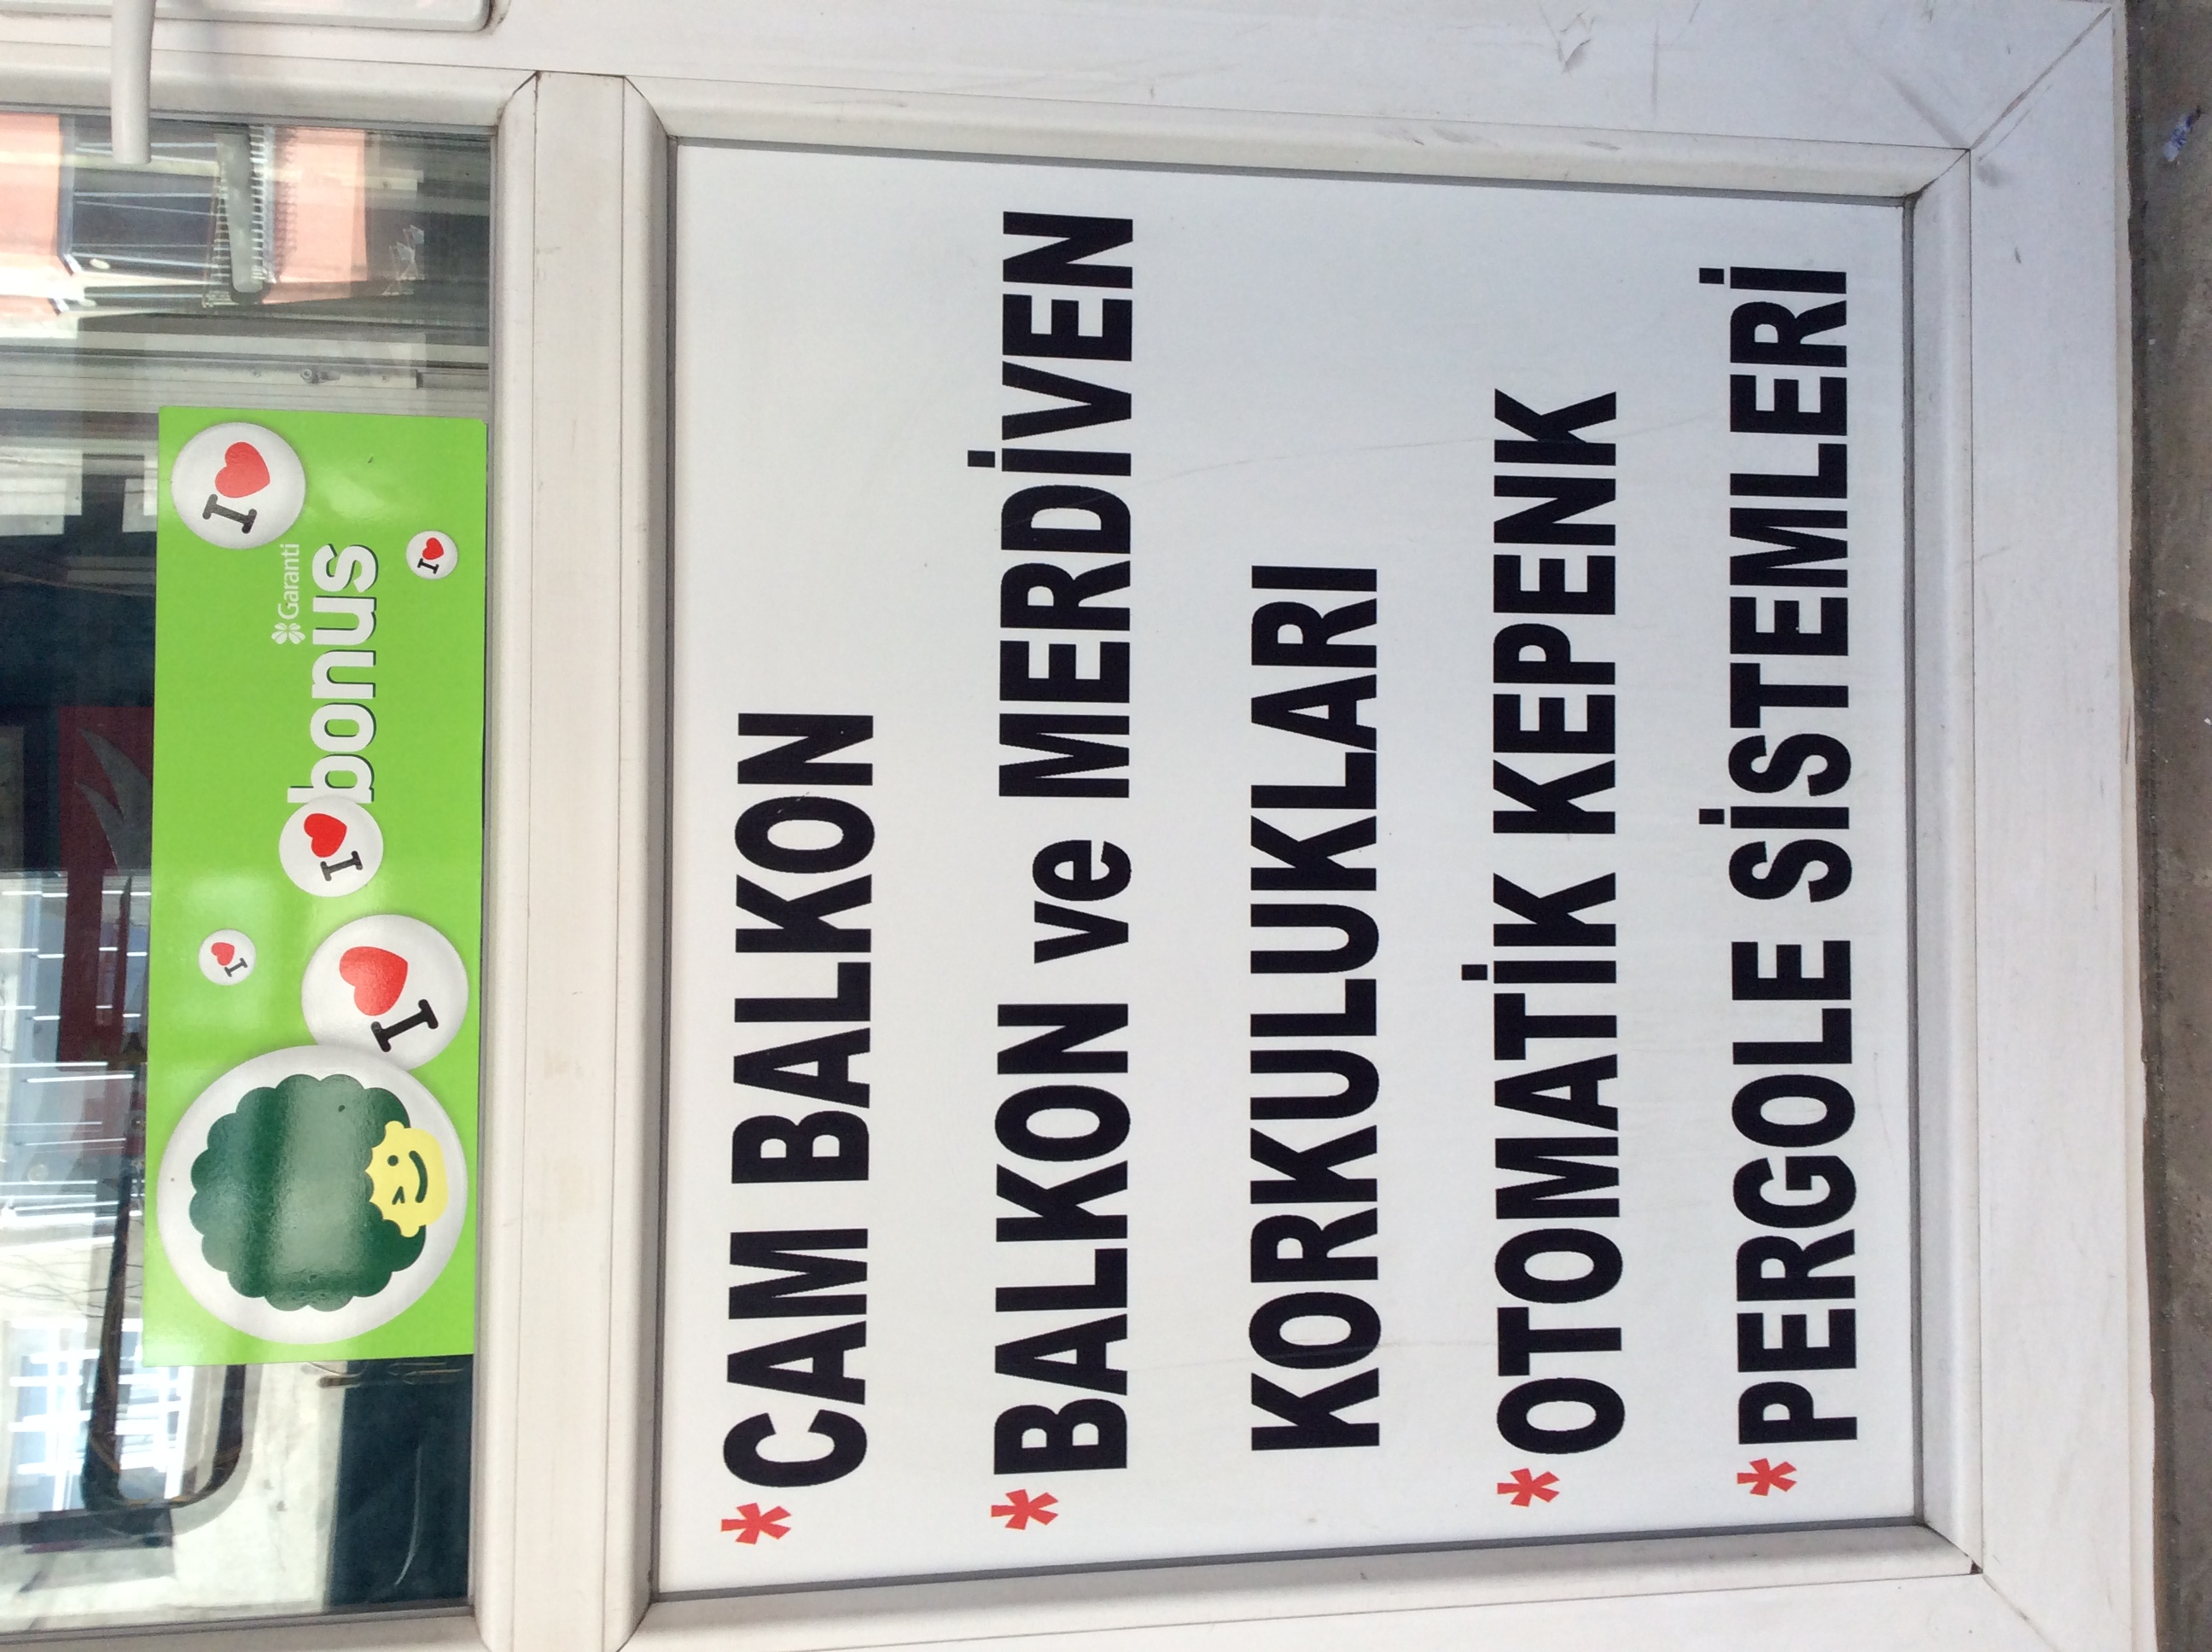 I
I
Garanti
I bonus
I
I
*CAM BALKON
*BALKON ve MERDİVEN
KORKULUKLARI
*OTOMATİK KEPENK
*PERGOLE SİSTEMLERİ